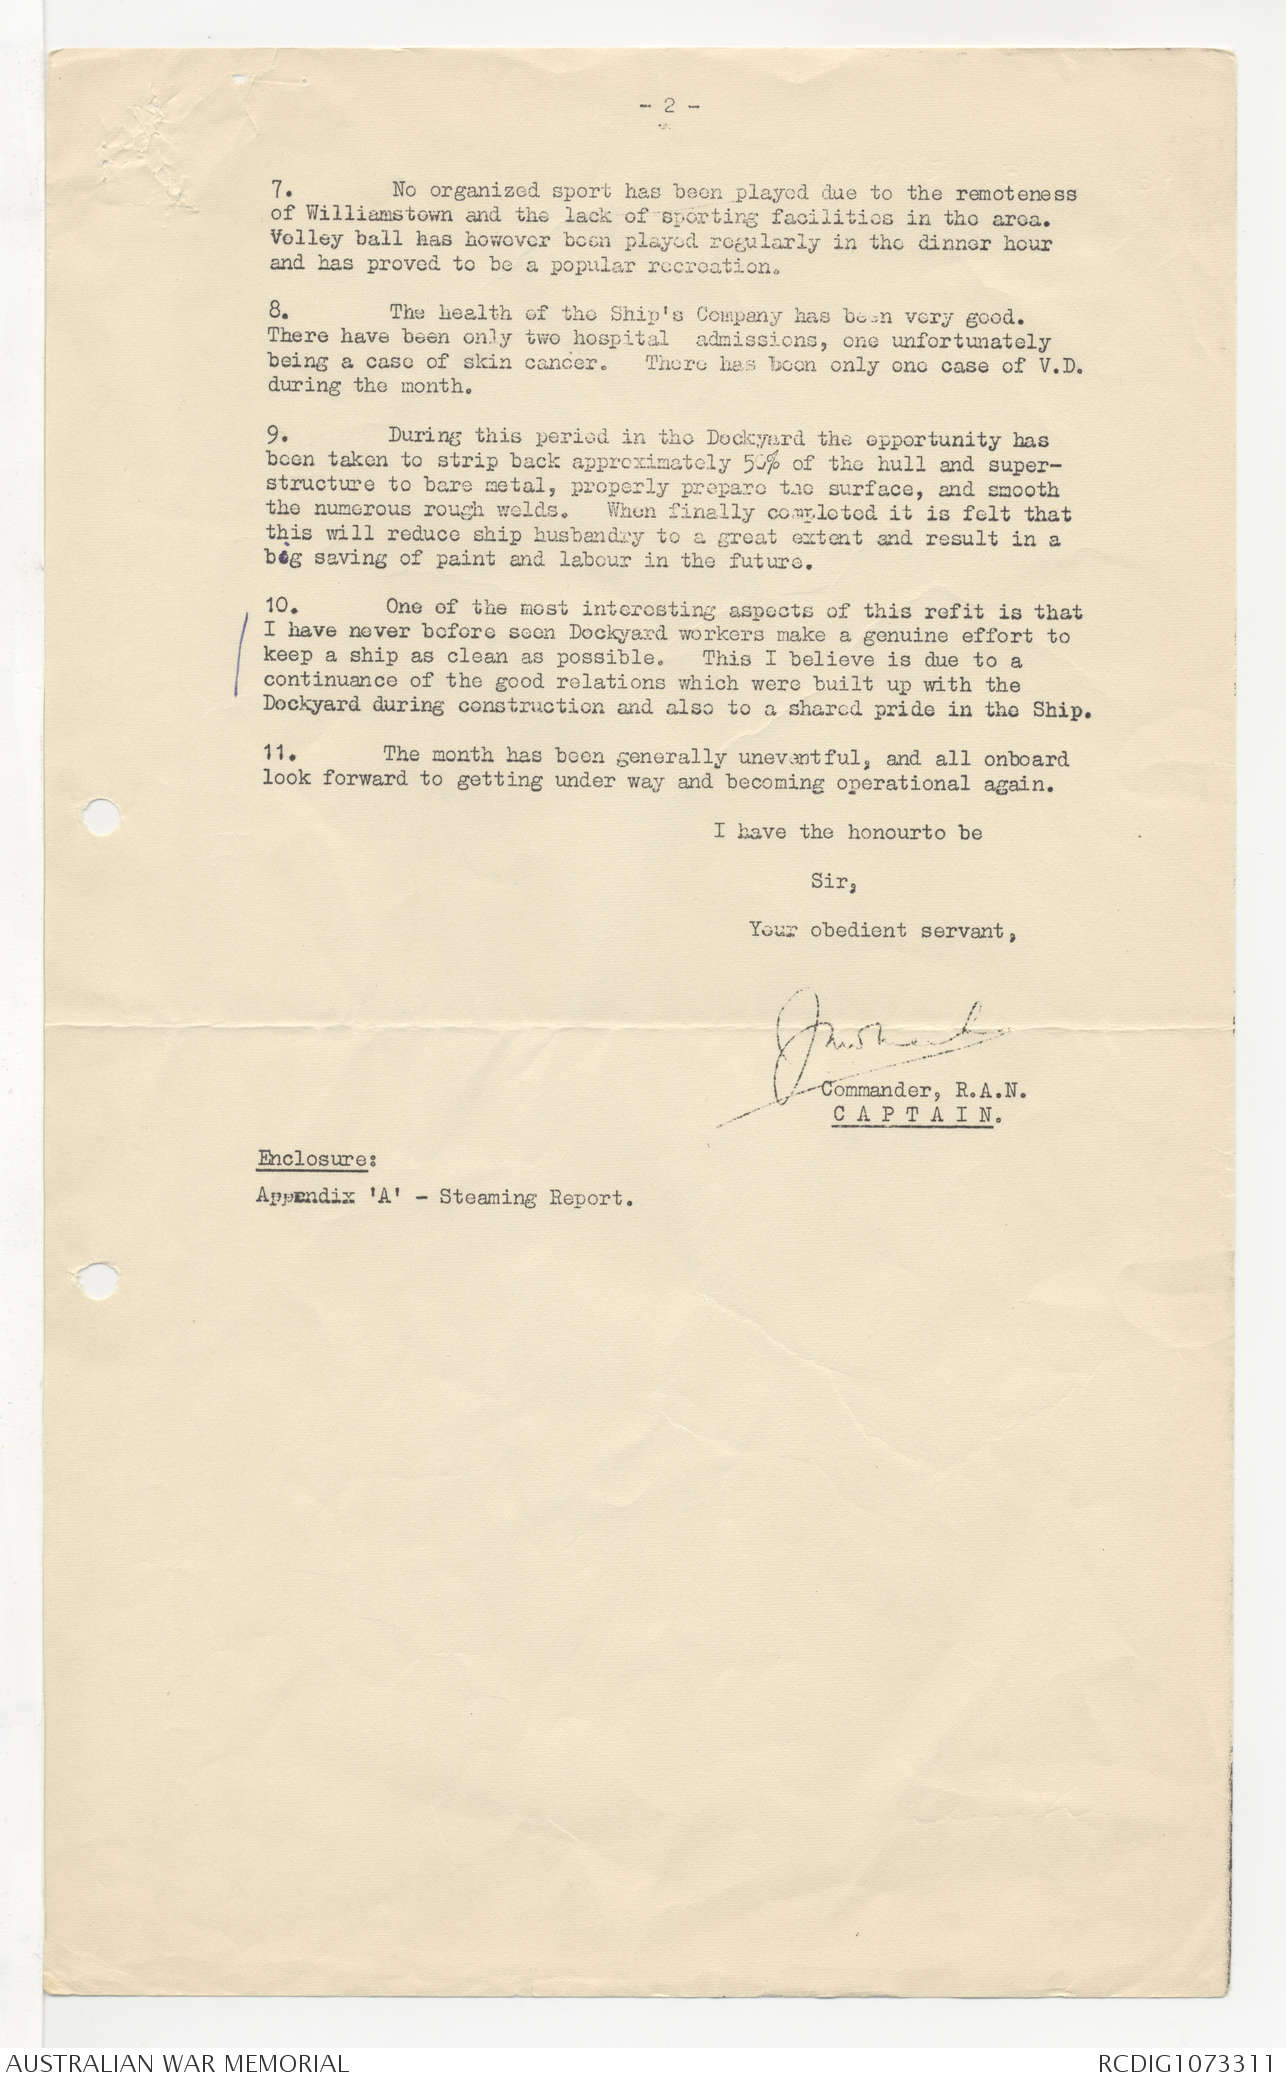 - 2 -
7. No organized sport has been played due to the remoteness
of Williamstown and the lack of sporting facilities in the area.
Volley ball has however been played regularly in the dinner hour
and has proved to be a popular recreation.
8. The health of the Ship's Company has been very good.
There have been only two hospital admissions, one unfortunately
being a case of skin cancer. There has been only one case of V.D.
during the month.
9. During this period in the Dockyard the opportunity has
been taken to strip back approximately 50% of the hull and super-
structure to bare metal, properly prepare the surface, and smooth
the numerous rough welds. When finally completed it is felt that
this will reduce ship husbandry to a great extent and result in a
big saving of paint and labour in the future.
10. One of the most interesting aspects of this refit is that
I have never before seen Dockyard workers make a genuine effort to
keep a ship as clean as possible. This I believe is due to a
continuance of the good relations which were built up with the
Dockyard during construction and also to a shared pride in the Ship.
11. The month has been generally uneventful, and all onboard
look forward to getting under way and becoming operational again.
I have the honourto be
Sir,
Your obedient servant,
Commander, R.A.N.
C A P T A I N.
Enclosure:
Appendix 'A' - Steaming Report.
AUSTRALIAN WAR MEMORIAL
RCDIG1073311